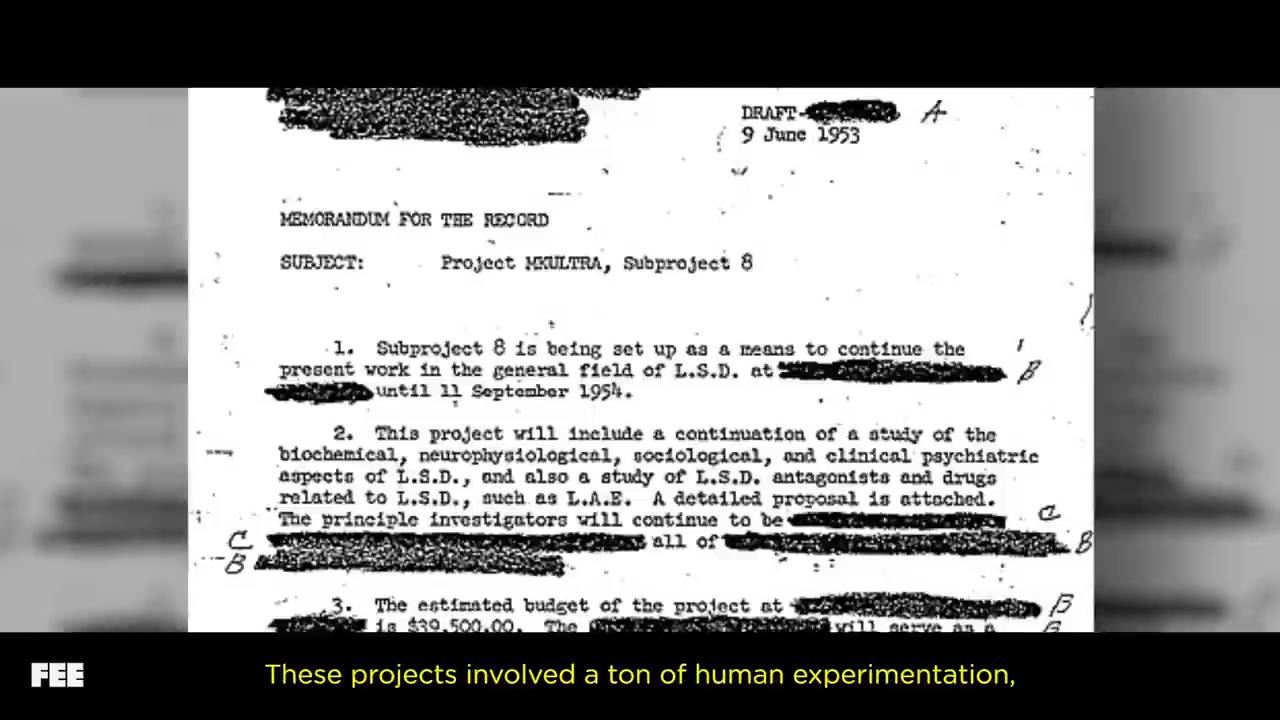 DRAFT- A
9 June 1953
MEMORANDUM FOR THE RECORD
SUBJECT: Project MKULTRA, Subproject 8
1. Subproject 8 is being set up as a means to continue the
present work in the general field of L.S.D. at B
until 11 September 1954.
2. This project will include a continuation of a study of the
biochemical, neurophysiological, sociological, and clinical psychiatric
aspects of L.S.D., and also a study of L.S.D. antagonists and drugs
related to L.S.D., such as L.A.E. A detailed proposal is attached.
The principle investigators will continue to be C
C all of B
B
3. The estimated budget of the project at B
is $39,500.00. The will serve as a
FEE
These projects involved a ton of human experimentation,